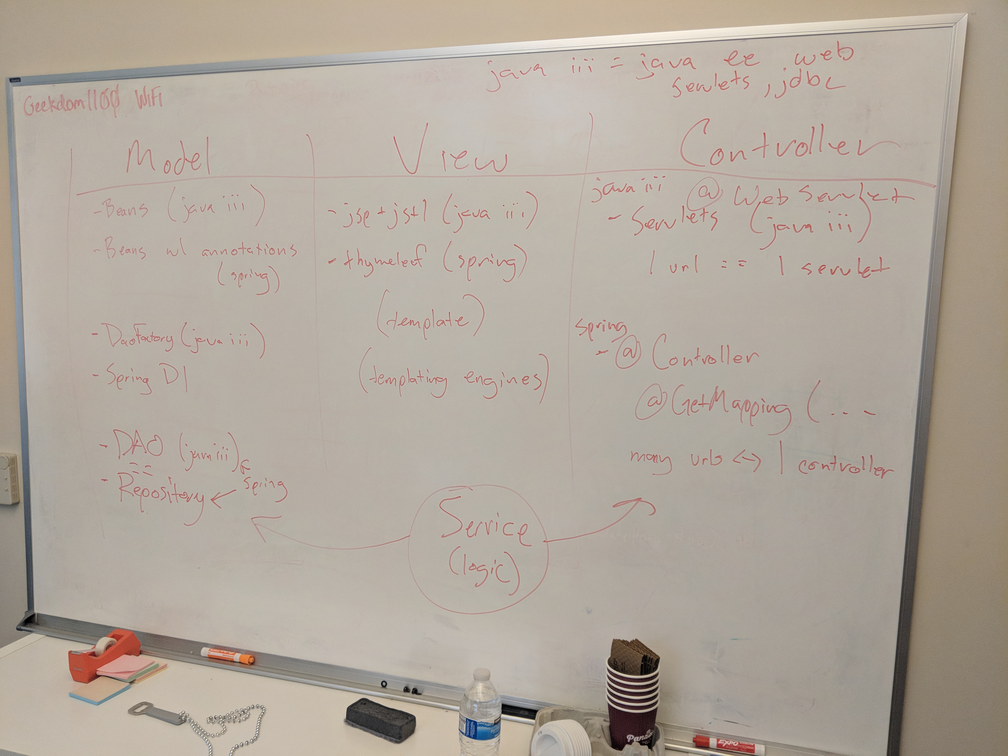 java iii = java ee web
servlets, jdbc
Geekdom11op WiFi
Model
- Beans (java iii)
- Beans w/ annotations
(spring)
- DaoFactory (java iii)
- Spring DI
- DAO (java iii)
==
- Repository ← Spring
View
- jsp + jstl (java iii)
- thymeleaf (spring)
(template)
(templating engines)
Controller
java iii @WebServlet
- Servlets (java iii)
1 url == 1 servlet
spring
- @Controller
@GetMapping (...
many urls <-> 1 controller
Service
(logic)
EXPO